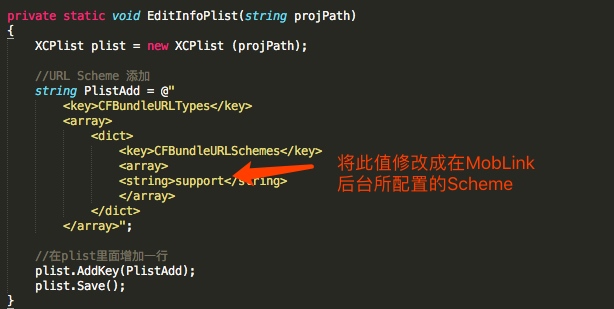 private static void EditInfoPlist(string projPath)
{
XCPlist plist = new XCPlist (projPath);
//URL Scheme 添加
string PlistAdd = @"
<key>CFBundleURLTypes</key>
<array>
<dict>
<key>CFBundleURLSchemes</key>
<array>
<string>support</string>
</array>
</dict>
</array>";
将此值修改成在MobLink
后台所配置的Scheme
//在plist里面增加一行
plist.AddKey(PlistAdd);
plist.Save();
}